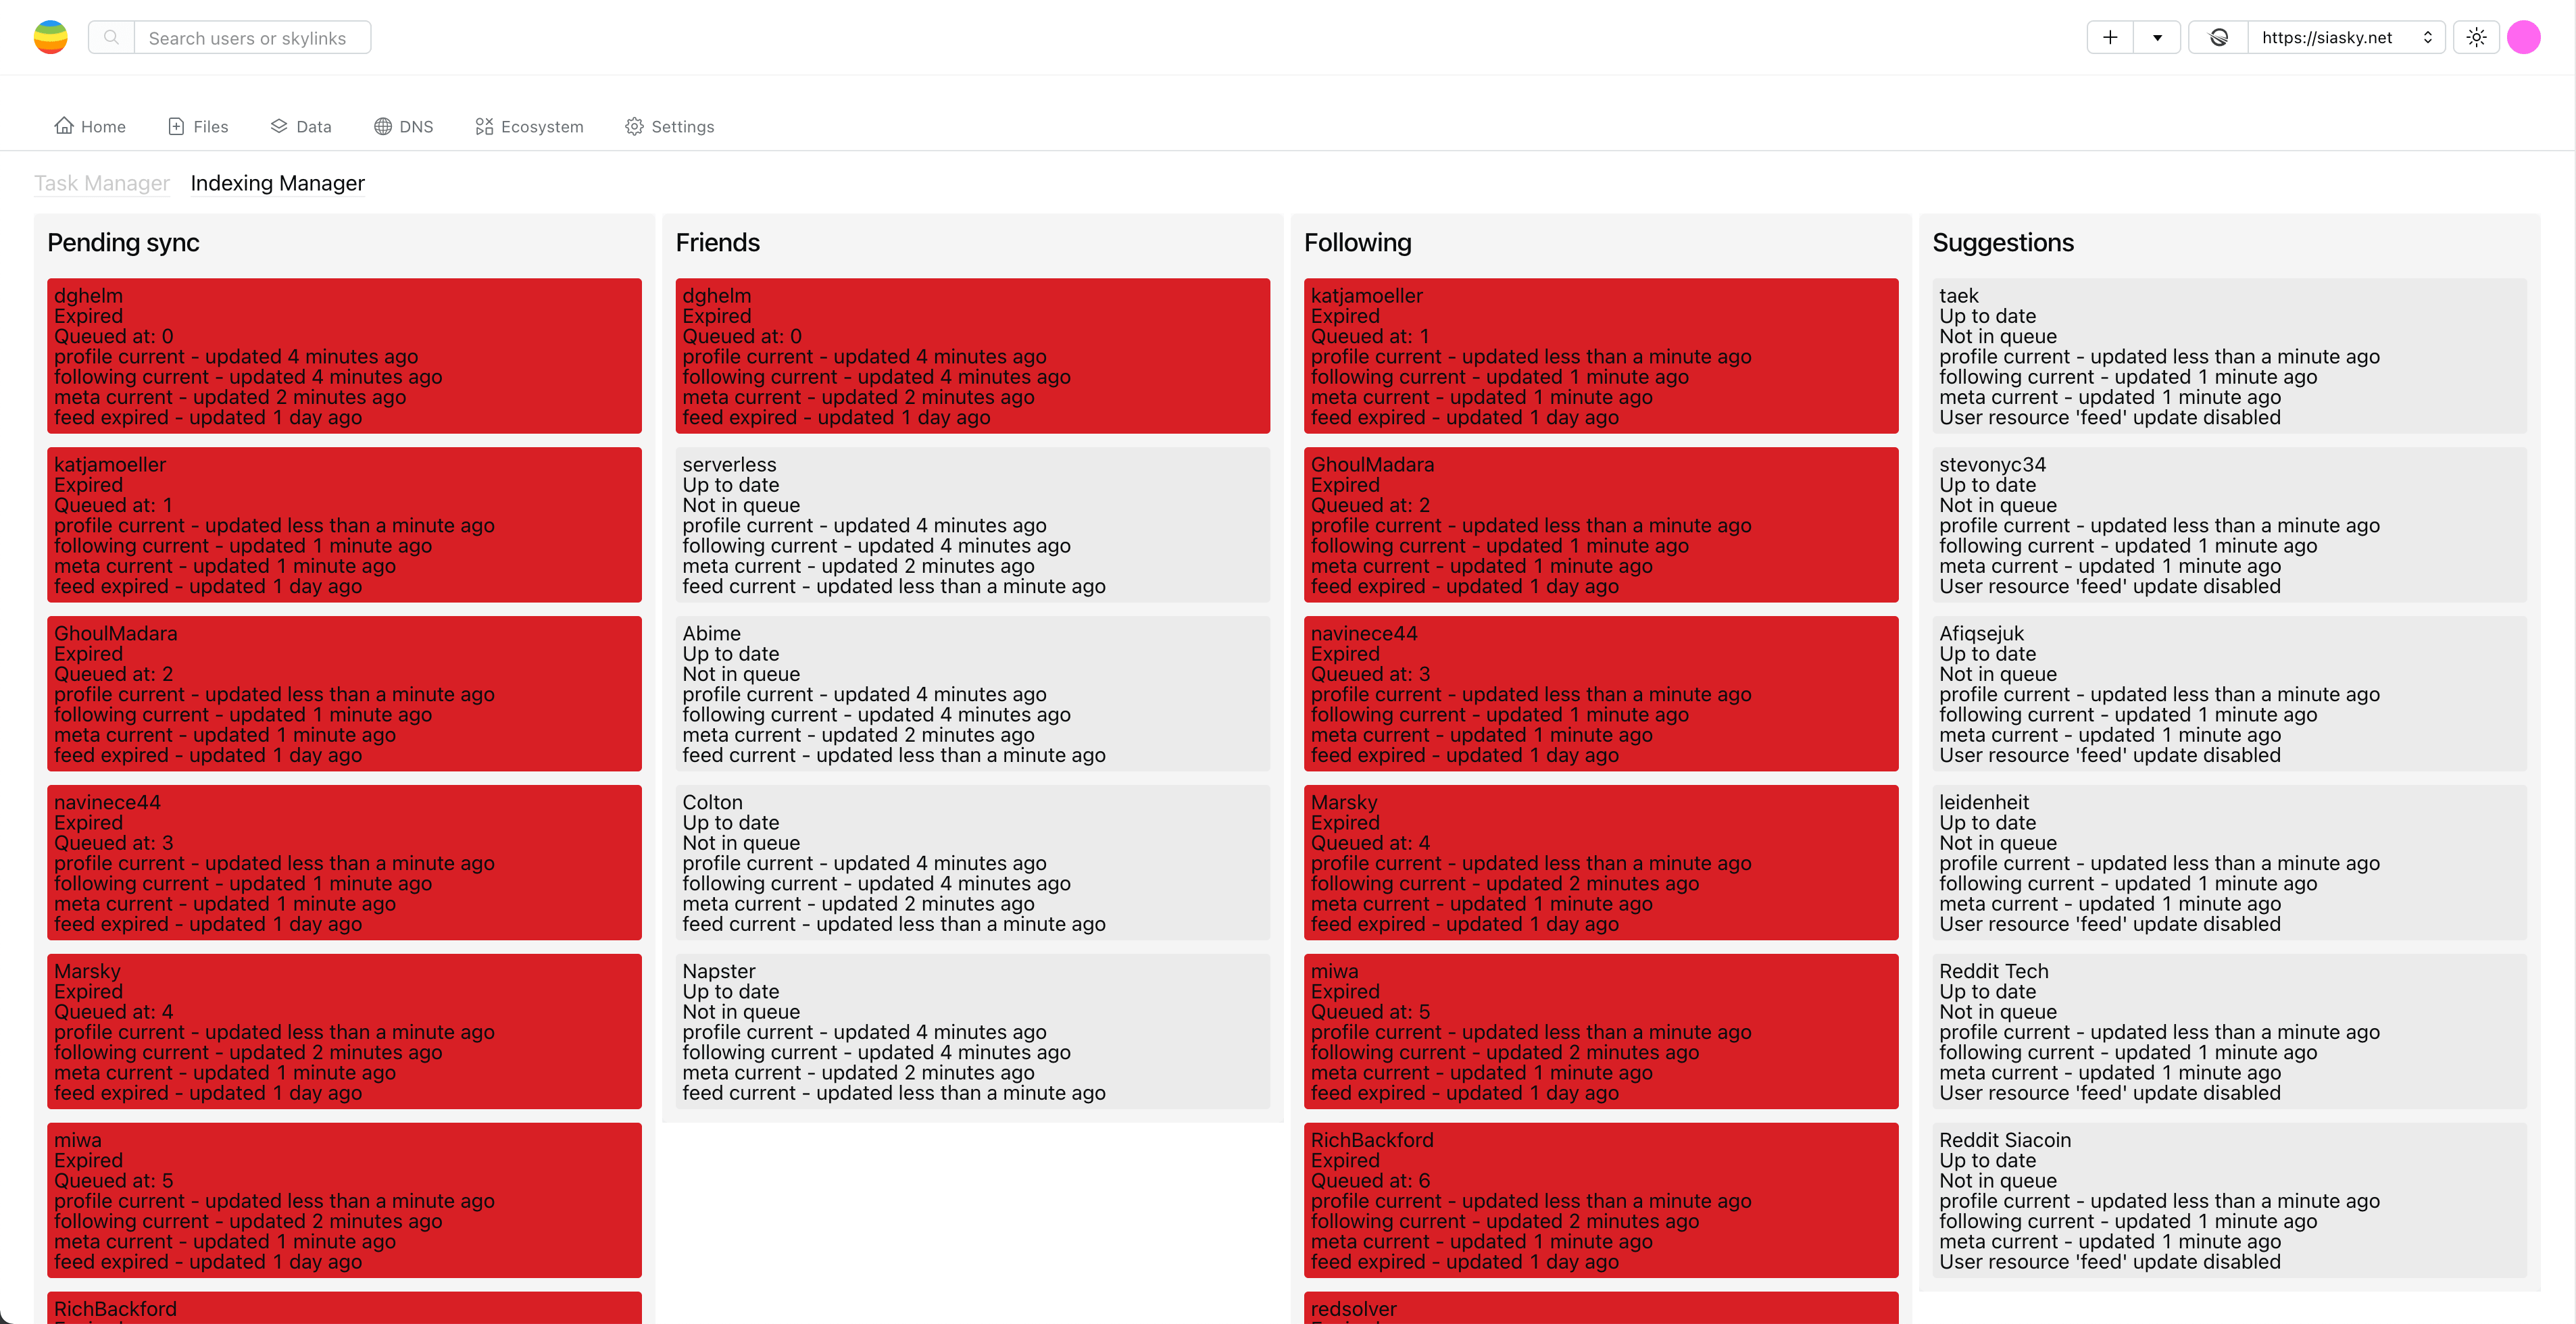 Search users or skylinks
https://siasky.net
Home
Files
Data
DNS
Ecosystem
Settings
Task Manager
Indexing Manager
Pending sync
dghelm
Expired
Queued at: 0
profile current - updated 4 minutes ago
following current - updated 4 minutes ago
meta current - updated 2 minutes ago
feed expired - updated 1 day ago
katjamoeller
Expired
Queued at: 1
profile current - updated less than a minute ago
following current - updated 1 minute ago
meta current - updated 1 minute ago
feed expired - updated 1 day ago
GhoulMadara
Expired
Queued at: 2
profile current - updated less than a minute ago
following current - updated 1 minute ago
meta current - updated 1 minute ago
feed expired - updated 1 day ago
navinece44
Expired
Queued at: 3
profile current - updated less than a minute ago
following current - updated 1 minute ago
meta current - updated 1 minute ago
feed expired - updated 1 day ago
Marsky
Expired
Queued at: 4
profile current - updated less than a minute ago
following current - updated 2 minutes ago
meta current - updated 1 minute ago
feed expired - updated 1 day ago
miwa
Expired
Queued at: 5
profile current - updated less than a minute ago
following current - updated 2 minutes ago
meta current - updated 1 minute ago
feed expired - updated 1 day ago
RichBackford
Friends
dghelm
Expired
Queued at: 0
profile current - updated 4 minutes ago
following current - updated 4 minutes ago
meta current - updated 2 minutes ago
feed expired - updated 1 day ago
serverless
Up to date
Not in queue
profile current - updated 4 minutes ago
following current - updated 4 minutes ago
meta current - updated 2 minutes ago
feed current - updated less than a minute ago
Abime
Up to date
Not in queue
profile current - updated 4 minutes ago
following current - updated 4 minutes ago
meta current - updated 2 minutes ago
feed current - updated less than a minute ago
Colton
Up to date
Not in queue
profile current - updated 4 minutes ago
following current - updated 4 minutes ago
meta current - updated 2 minutes ago
feed current - updated less than a minute ago
Napster
Up to date
Not in queue
profile current - updated 4 minutes ago
following current - updated 4 minutes ago
meta current - updated 2 minutes ago
feed current - updated less than a minute ago
Following
katjamoeller
Expired
Queued at: 1
profile current - updated less than a minute ago
following current - updated 1 minute ago
meta current - updated 1 minute ago
feed expired - updated 1 day ago
GhoulMadara
Expired
Queued at: 2
profile current - updated less than a minute ago
following current - updated 1 minute ago
meta current - updated 1 minute ago
feed expired - updated 1 day ago
navinece44
Expired
Queued at: 3
profile current - updated less than a minute ago
following current - updated 1 minute ago
meta current - updated 1 minute ago
feed expired - updated 1 day ago
Marsky
Expired
Queued at: 4
profile current - updated less than a minute ago
following current - updated 2 minutes ago
meta current - updated 1 minute ago
feed expired - updated 1 day ago
miwa
Expired
Queued at: 5
profile current - updated less than a minute ago
following current - updated 2 minutes ago
meta current - updated 1 minute ago
feed expired - updated 1 day ago
RichBackford
Expired
Queued at: 6
profile current - updated less than a minute ago
following current - updated 2 minutes ago
meta current - updated 1 minute ago
feed expired - updated 1 day ago
redsolver
Suggestions
taek
Up to date
Not in queue
profile current - updated less than a minute ago
following current - updated 1 minute ago
meta current - updated 1 minute ago
User resource 'feed' update disabled
stevonyc34
Up to date
Not in queue
profile current - updated less than a minute ago
following current - updated 1 minute ago
meta current - updated 1 minute ago
User resource 'feed' update disabled
Afiqsejuk
Up to date
Not in queue
profile current - updated less than a minute ago
following current - updated 1 minute ago
meta current - updated 1 minute ago
User resource 'feed' update disabled
leidenheit
Up to date
Not in queue
profile current - updated less than a minute ago
following current - updated 1 minute ago
meta current - updated 1 minute ago
User resource 'feed' update disabled
Reddit Tech
Up to date
Not in queue
profile current - updated less than a minute ago
following current - updated 1 minute ago
meta current - updated 1 minute ago
User resource 'feed' update disabled
Reddit Siacoin
Up to date
Not in queue
profile current - updated less than a minute ago
following current - updated 1 minute ago
meta current - updated 1 minute ago
User resource 'feed' update disabled